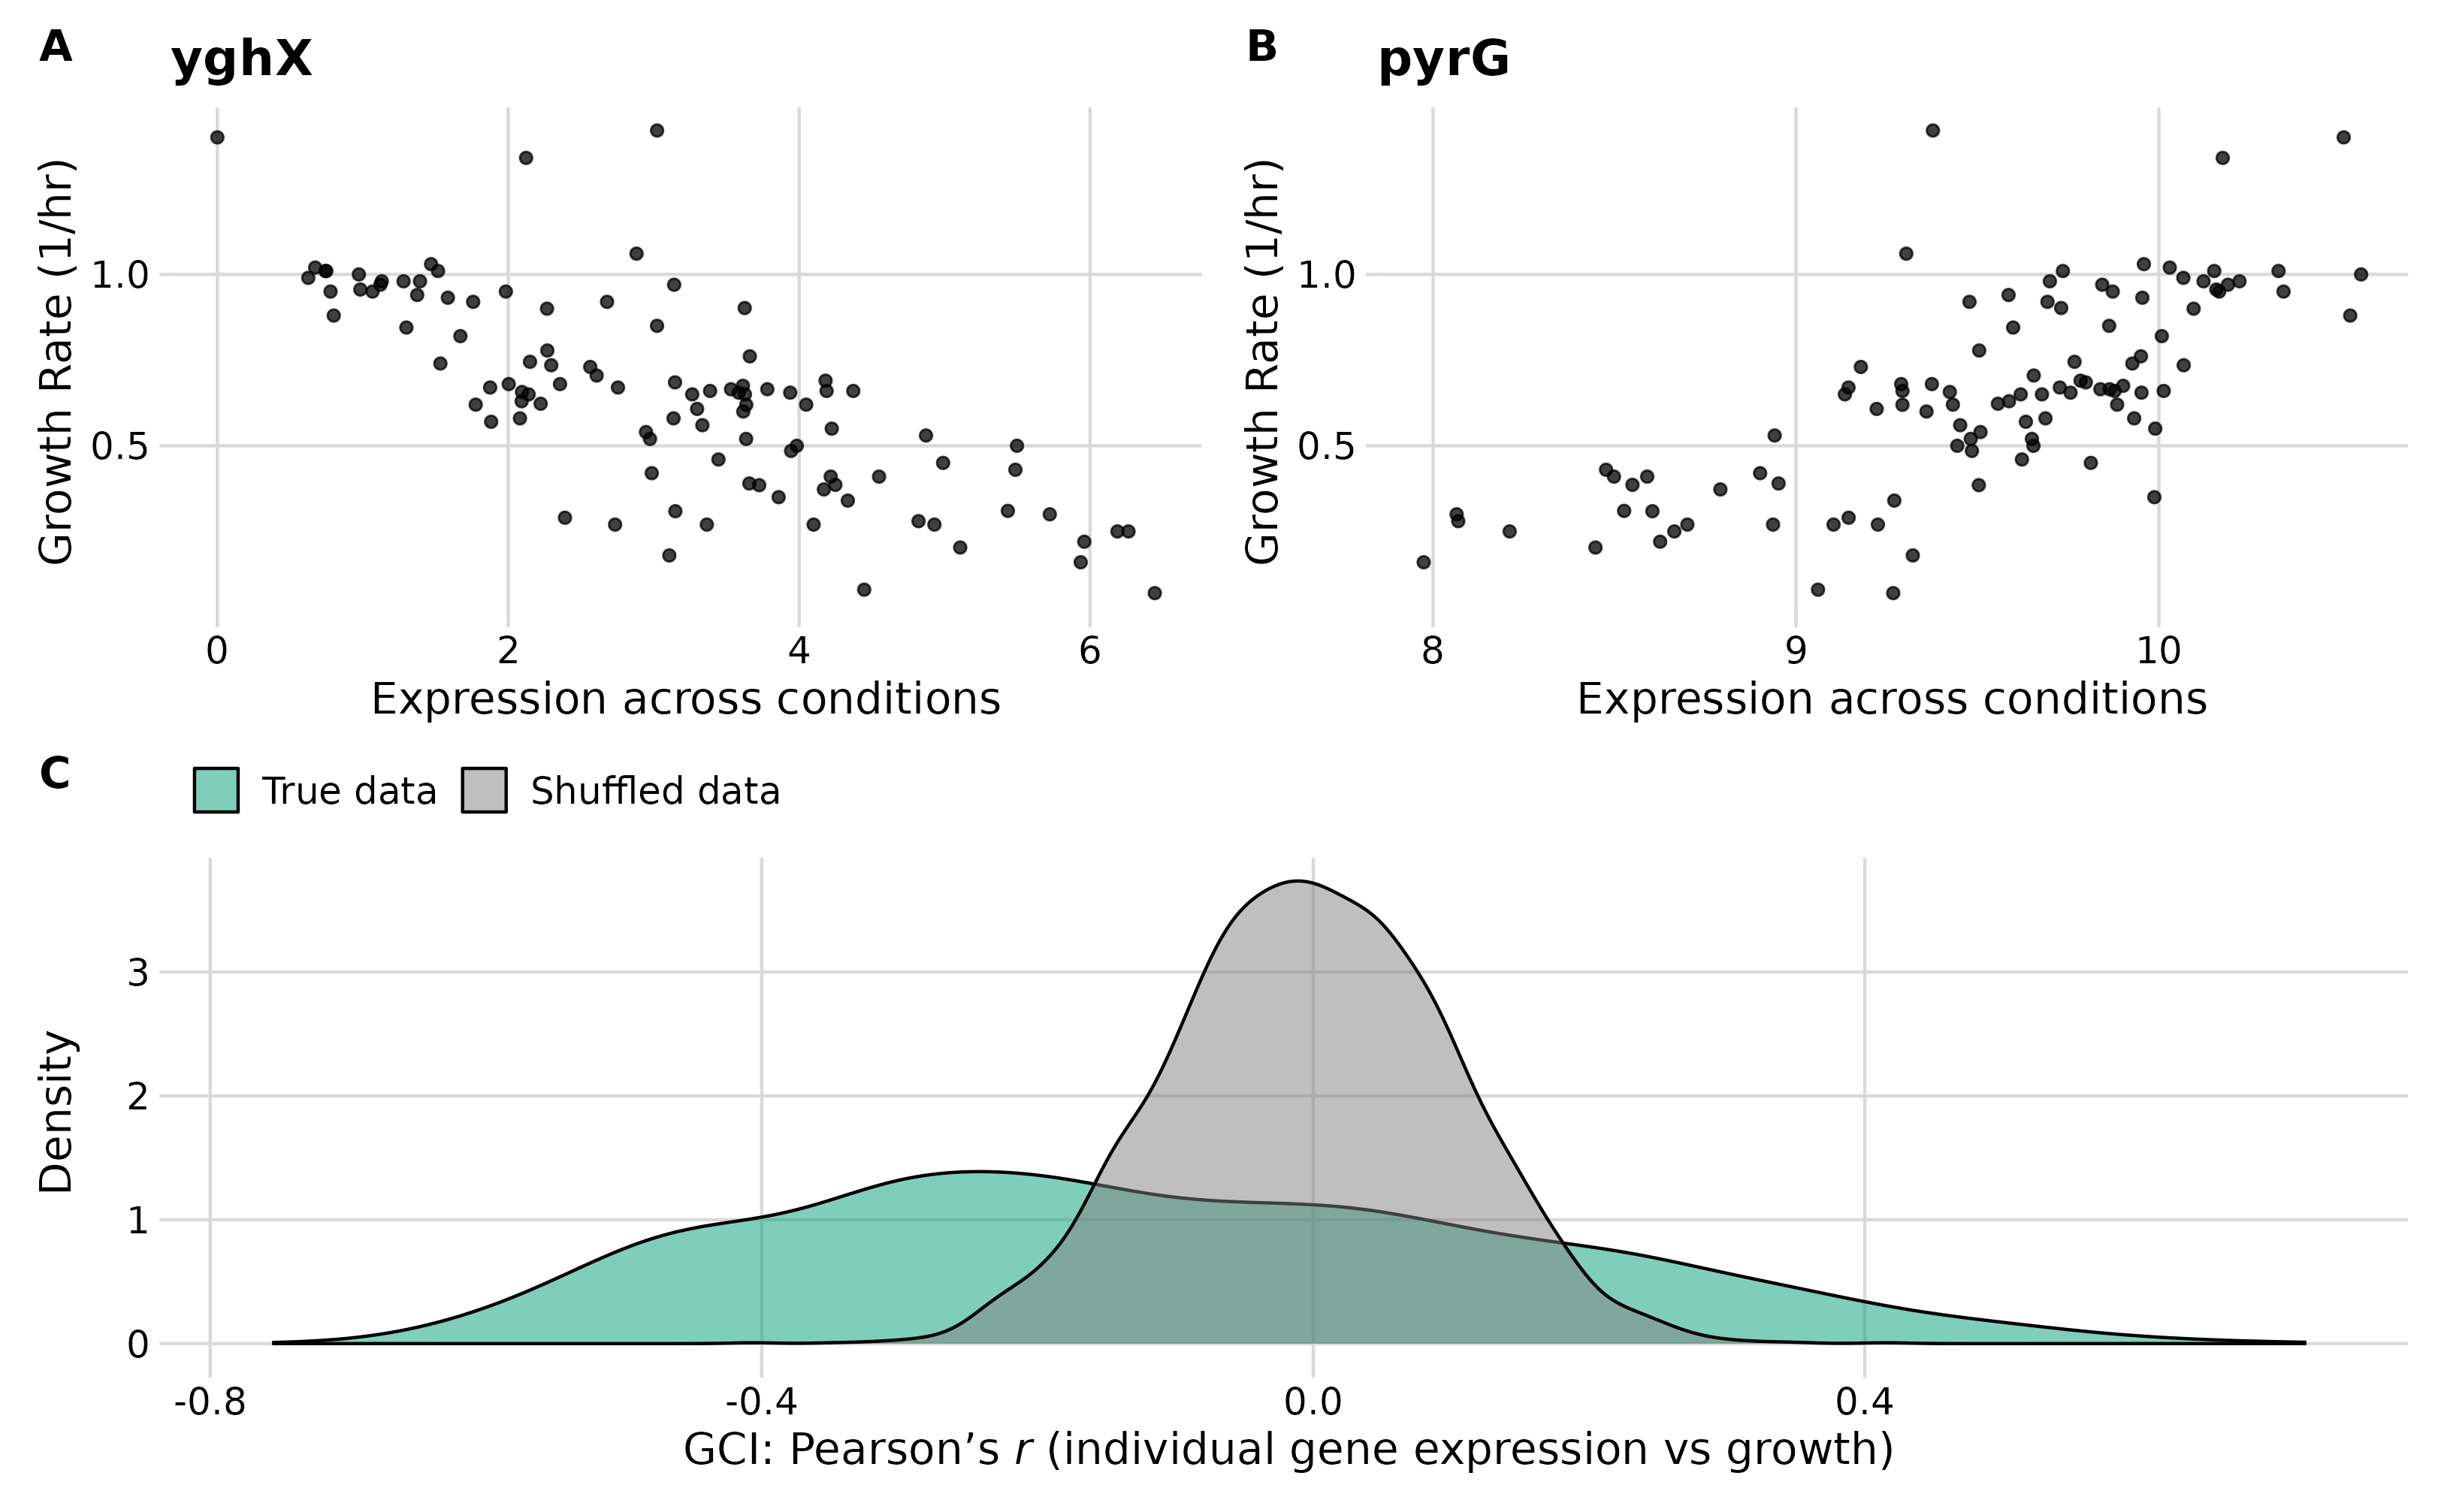 A
yghX
Growth Rate (1/hr)
1.0
0.5
0 2 4 6
Expression across conditions
B
pyrG
Growth Rate (1/hr)
1.0
0.5
8 9 10
Expression across conditions
C
True data Shuffled data
Density
3
2
1
0
-0.8 -0.4 0.0 0.4
GCI: Pearson’s r (individual gene expression vs growth)